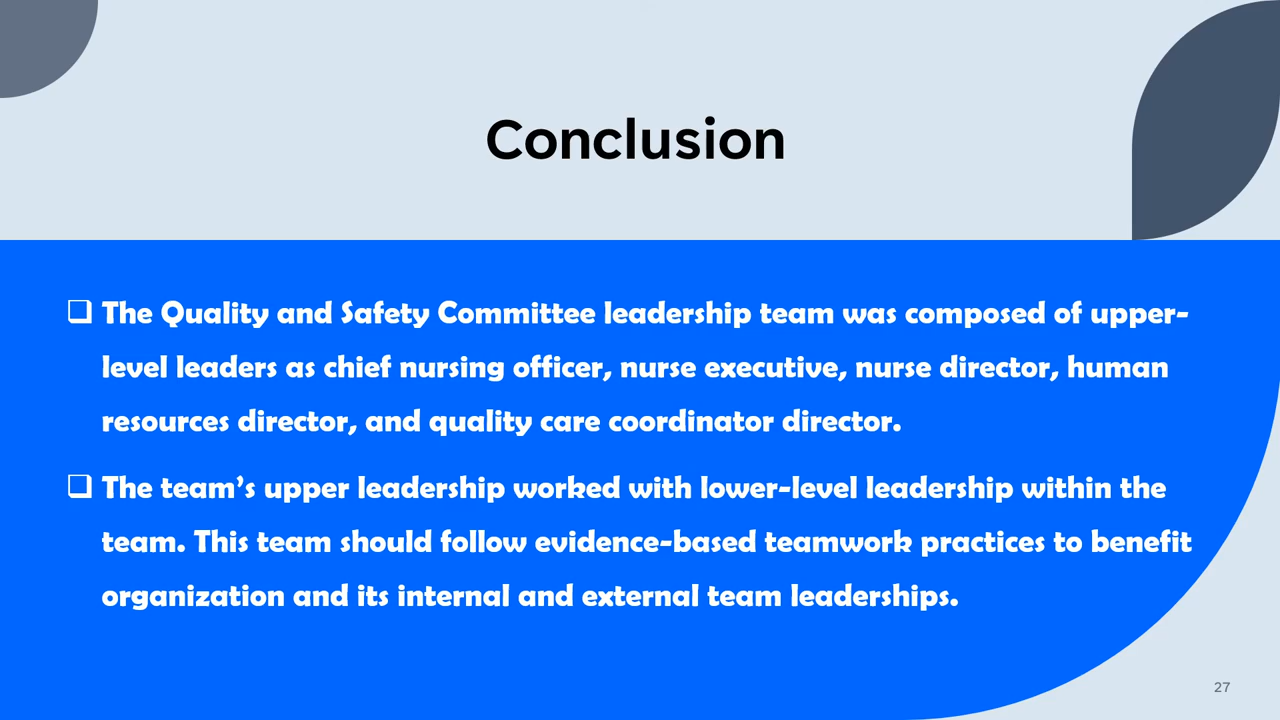 Conclusion
❑ The Quality and Safety Committee leadership team was composed of upper-
level leaders as chief nursing officer, nurse executive, nurse director, human
resources director, and quality care coordinator director.
❑ The team’s upper leadership worked with lower-level leadership within the
team. This team should follow evidence-based teamwork practices to benefit
organization and its internal and external team leaderships.
27